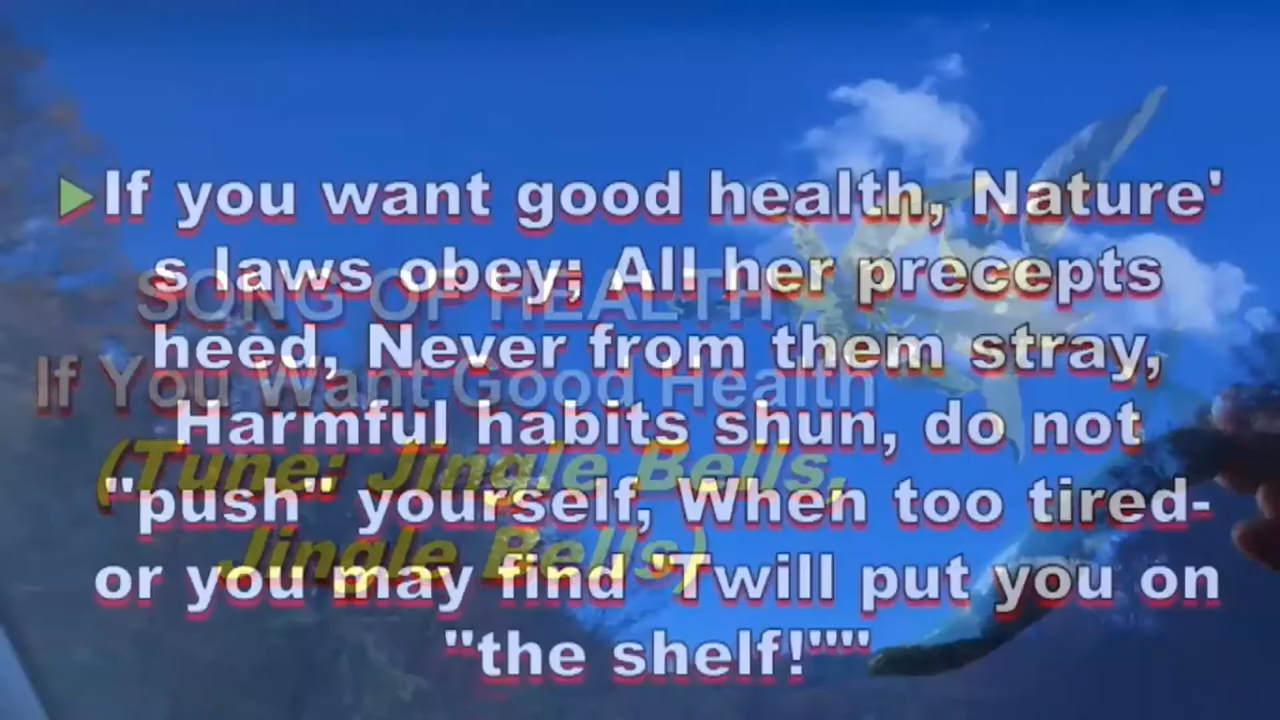 If you want good health, Nature'
s laws obey; All her precepts
SONG OF HEALTH
heed, Never from them stray,
If You Want Good Health
Harmful habits shun, do not
(Tune: Jingle Bells,
"push" yourself, When too tired-
Jingle Bells)
or you may find 'Twill put you on
"the shelf!""